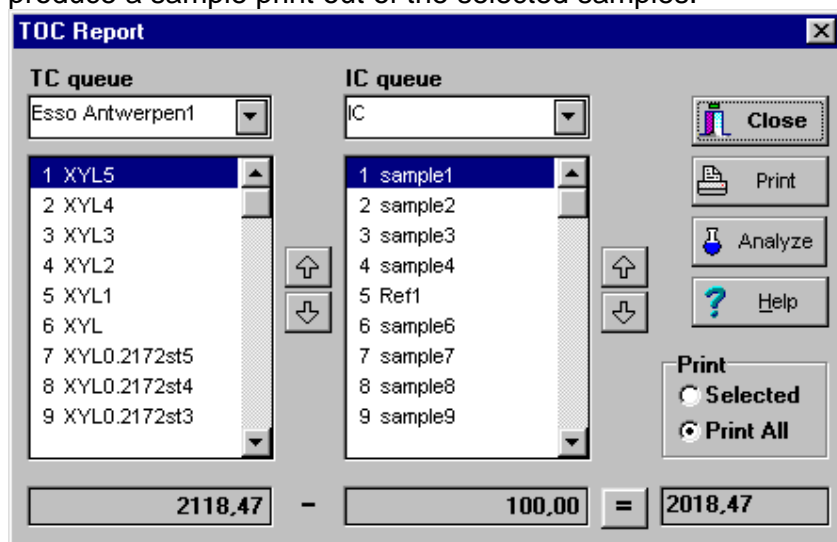 produces a sample print out of the selected samples.
TOC Report
TC queue
IC queue
Esso Antwerpen1
IC
Close
1 XYL5
2 XYL4
3 XYL3
4 XYL2
5 XYL1
6 XYL
7 XYL0.2172st5
8 XYL0.2172st4
9 XYL0.2172st3
1 sample1
2 sample2
3 sample3
4 sample4
5 Ref1
6 sample6
7 sample7
8 sample8
9 sample9
Print
Analyze
Help
Print
Selected
Print All
2118,47 - 100,00 = 2018,47